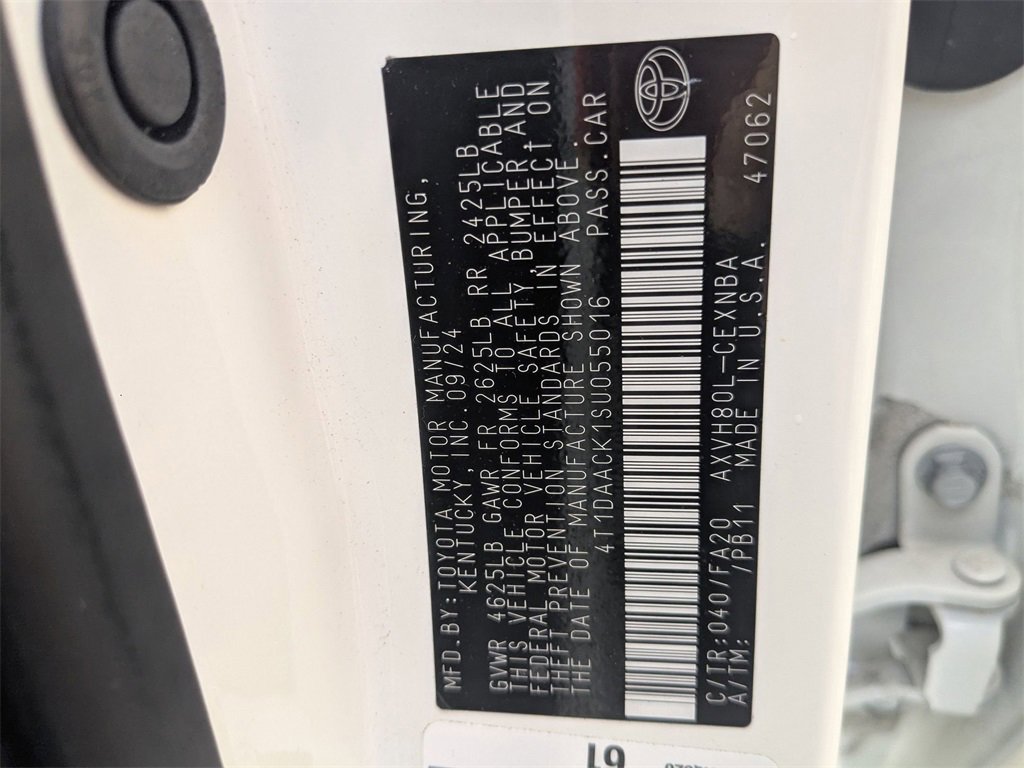 MFD.BY:TOYOTA MOTOR MANUFACTURING,
KENTUCKY, INC.09/24
GVWR 4625LB GAWR FR 2625LB RR 2425LB
THIS VEHICLE CONFORMS TO ALL APPLICABLE
FEDERAL MOTOR VEHICLE SAFETY, BUMPER, AND
THEFT PREVENTION STANDARDS IN EFFECT ON
THE DATE OF MANUFACTURE SHOWN ABOVE.
4T1DAACK1SU055016 PASS.CAR
C/TR:040/FA20 AXVH80L-CEXNBA
A/TM: /PB11 MADE IN U.S.A. 47062
61